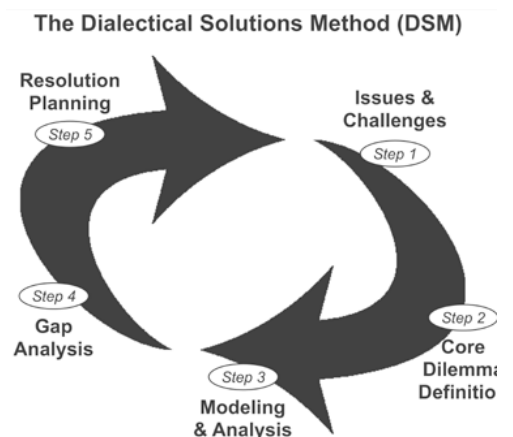 The Dialectical Solutions Method (DSM)
Issues &
Challenges
Step 1
Step 2
Core
Dilemma
Definitio
Step 3
Modeling
& Analysis
Step 4
Gap
Analysis
Resolution
Planning
Step 5